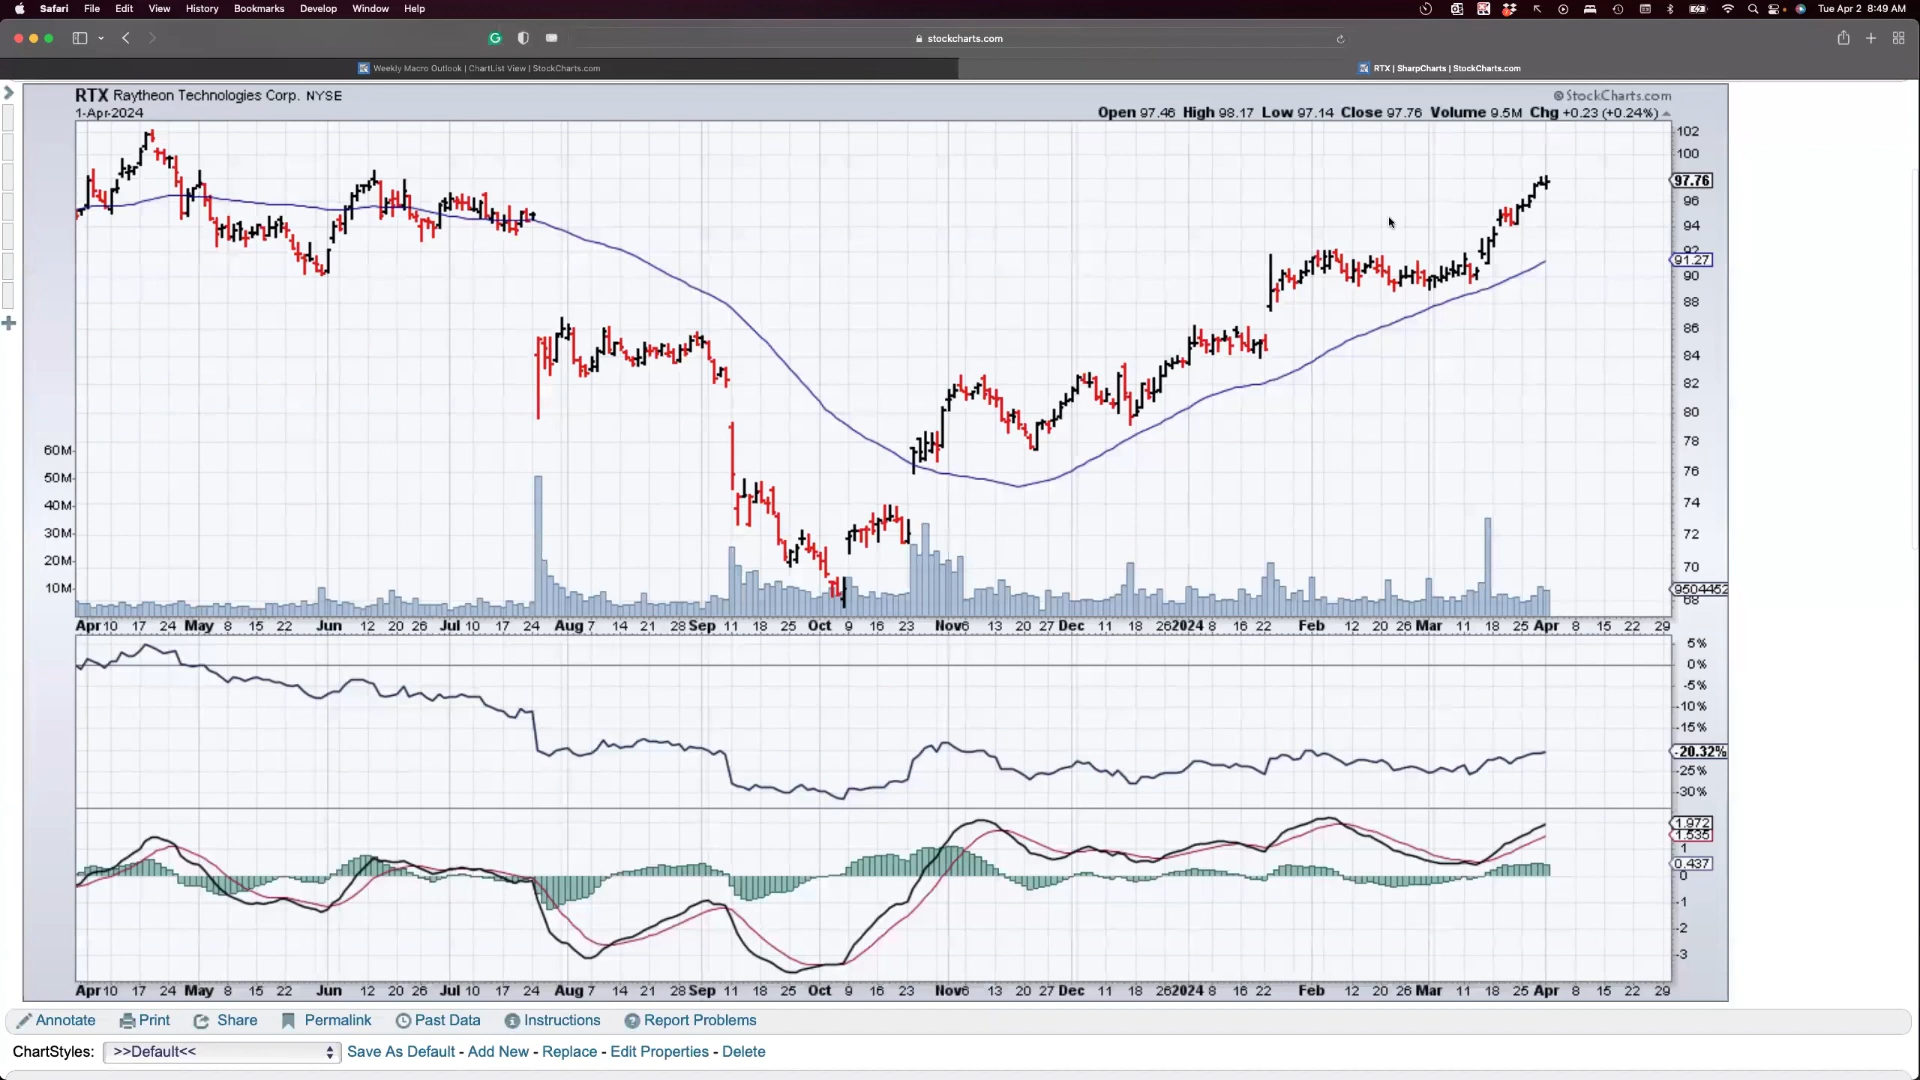 Safari File Edit View History Bookmarks Develop Window Help Tue Apr 2 8:49 AM
stockcharts.com
Weekly Macro Outlook | ChartList View | StockCharts.com RTX | SharpCharts | StockCharts.com
RTX Raytheon Technologies Corp. NYSE © StockCharts.com
1-Apr-2024 Open 97.46 High 98.17 Low 97.14 Close 97.76 Volume 9.5M Chg +0.23 (+0.24%)
102
100
97.76
96
94
92
91.27
90
88
86
84
82
80
78
60M
76
50M
74
40M
30M
72
20M
70
10M
9504452
68
Apr 10 17 24 May 8 15 22 Jun 12 20 26 Jul 10 17 24 Aug 7 14 21 28 Sep 11 18 25 Oct 9 16 23 Nov 6 13 20 27 Dec 11 18 26 2024 8 16 22 Feb 12 20 26 Mar 11 18 25 Apr 8 15 22 29
5%
0%
-5%
-10%
-15%
-20.32%
-25%
-30%
1.972
1.535
1
0.437
0
-1
-2
-3
Apr 10 17 24 May 8 15 22 Jun 12 20 26 Jul 10 17 24 Aug 7 14 21 28 Sep 11 18 25 Oct 9 16 23 Nov 6 13 20 27 Dec 11 18 26 2024 8 16 22 Feb 12 20 26 Mar 11 18 25 Apr 8 15 22 29
Annotate Print Share Permalink Past Data Instructions Report Problems
ChartStyles: >>Default<< Save As Default - Add New - Replace - Edit Properties - Delete